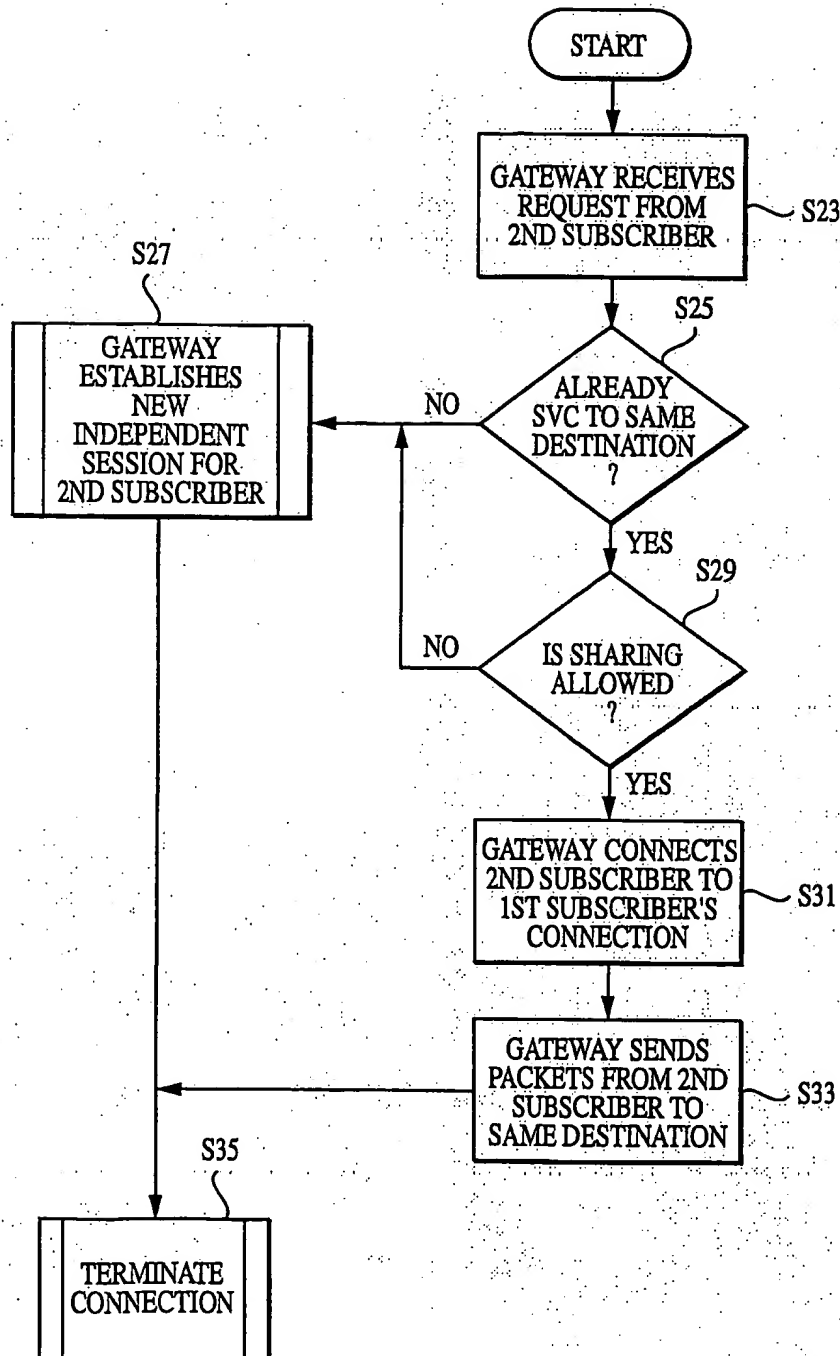 START
GATEWAY RECEIVES
REQUEST FROM
2ND SUBSCRIBER
S23
S27
GATEWAY
ESTABLISHES
NEW
INDEPENDENT
SESSION FOR
2ND SUBSCRIBER
S25
ALREADY
SVC TO SAME
DESTINATION
?
NO
YES
S29
IS SHARING
ALLOWED
?
NO
YES
GATEWAY CONNECTS
2ND SUBSCRIBER TO
1ST SUBSCRIBER'S
CONNECTION
S31
GATEWAY SENDS
PACKETS FROM 2ND
SUBSCRIBER TO
SAME DESTINATION
S33
S35
TERMINATE
CONNECTION